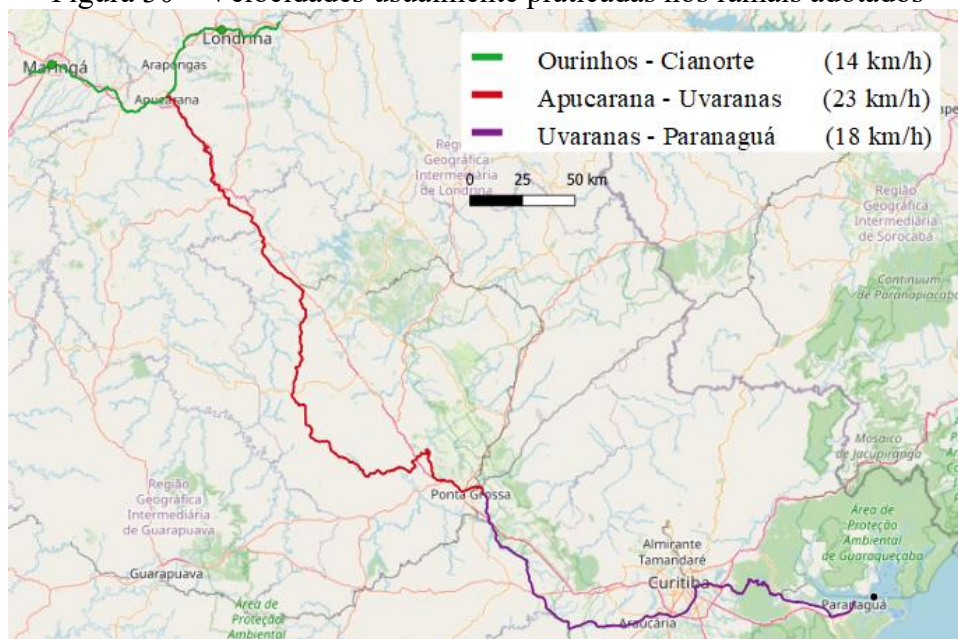 Figura 30 – Velocidades usualmente praticadas nos ramais adotados
Londrina
Maringá
Arapongas
Apucarana
Ourinhos - Cianorte (14 km/h)
Apucarana - Uvaranas (23 km/h)
Uvaranas - Paranaguá (18 km/h)
Geográfica
Intermediária
de Londrina
0 25 50 km
Região
Geográfica
Intermediária
de Sorocaba
Continuum
de Paranapiacaba
Mosaico
de Jacupiranga
Ponta Grossa
Região
Geográfica
Intermediária
de Guarapuava
Guarapuava
Área de
Proteção
Ambiental
Almirante
Tamandaré
Curitiba
Araucária
Área de
Proteção
Ambiental
de Guaraqueçaba
Paranaguá